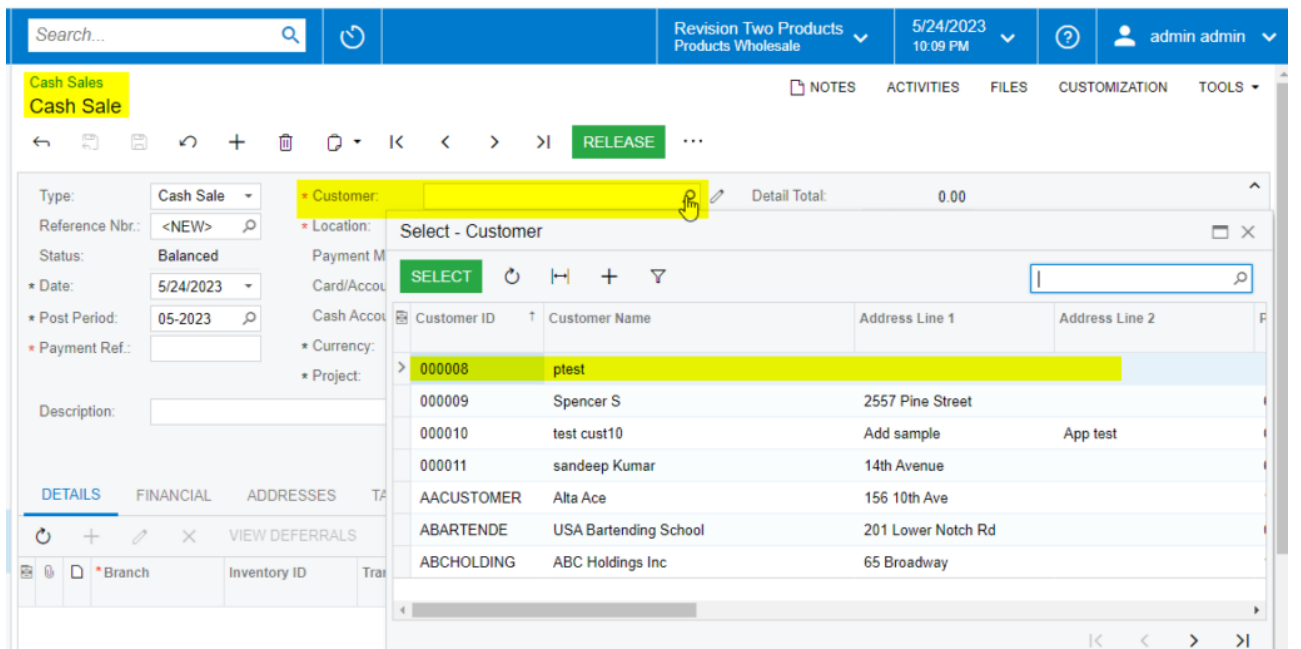 Search...
Revision Two Products
Products Wholesale
5/24/2023
10:09 PM
admin admin
Cash Sales
Cash Sale
NOTES ACTIVITIES FILES CUSTOMIZATION TOOLS
RELEASE ...
Type: Cash Sale * Customer: Detail Total: 0.00
Reference Nbr.: <NEW> * Location:
Status: Balanced Payment M
* Date: 5/24/2023 Card/Accou
* Post Period: 05-2023 Cash Accou
* Payment Ref.: * Currency:
* Project:
Description:
Select - Customer
SELECT
Customer ID ↑ Customer Name Address Line 1 Address Line 2
000008 ptest
000009 Spencer S 2557 Pine Street
000010 test cust10 Add sample App test
000011 sandeep Kumar 14th Avenue
AACUSTOMER Alta Ace 156 10th Ave
ABARTENDE USA Bartending School 201 Lower Notch Rd
ABCHOLDING ABC Holdings Inc 65 Broadway
DETAILS FINANCIAL ADDRESSES TA
VIEW DEFERRALS
* Branch Inventory ID Tran